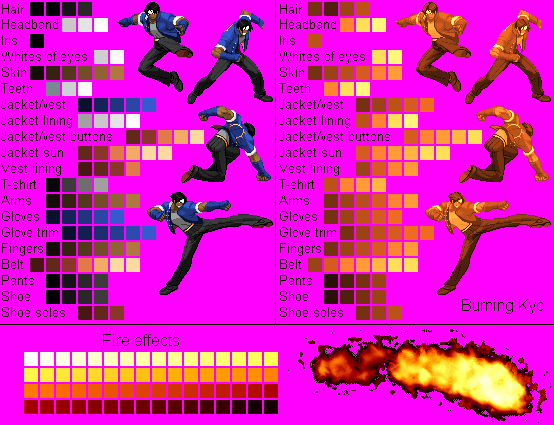 Hair
Headband
Iris
Whites of eyes
Skin
Teeth
Jacket/vest
Jacket lining
Jacket/vest buttons
Jacket sun
Vest lining
T-shirt
Arms
Gloves
Glove trim
Fingers
Belt
Pants
Shoe
Shoe soles
Hair
Headband
Iris
Whites of eyes
Skin
Teeth
Jacket/vest
Jacket lining
Jacket/vest buttons
Jacket sun
Vest lining
T-shirt
Arms
Gloves
Glove trim
Fingers
Belt
Pants
Shoe
Shoe soles
Burning Kyo
Fire effects